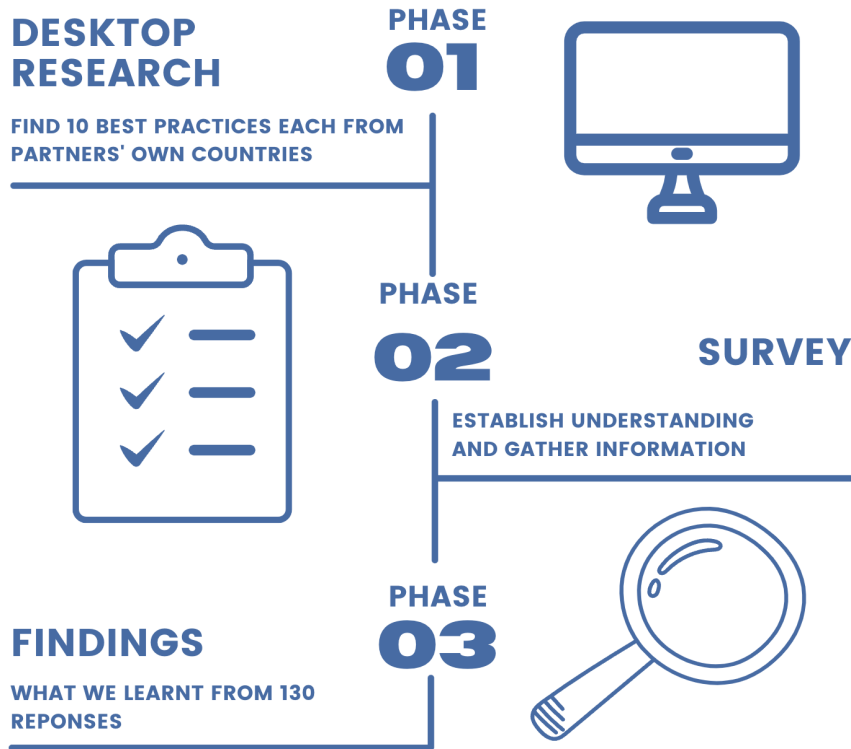 PHASE
01
DESKTOP
RESEARCH
FIND 10 BEST PRACTICES EACH FROM
PARTNERS' OWN COUNTRIES
PHASE
02
SURVEY
ESTABLISH UNDERSTANDING
AND GATHER INFORMATION
PHASE
03
FINDINGS
WHAT WE LEARNT FROM 130
REPONSES